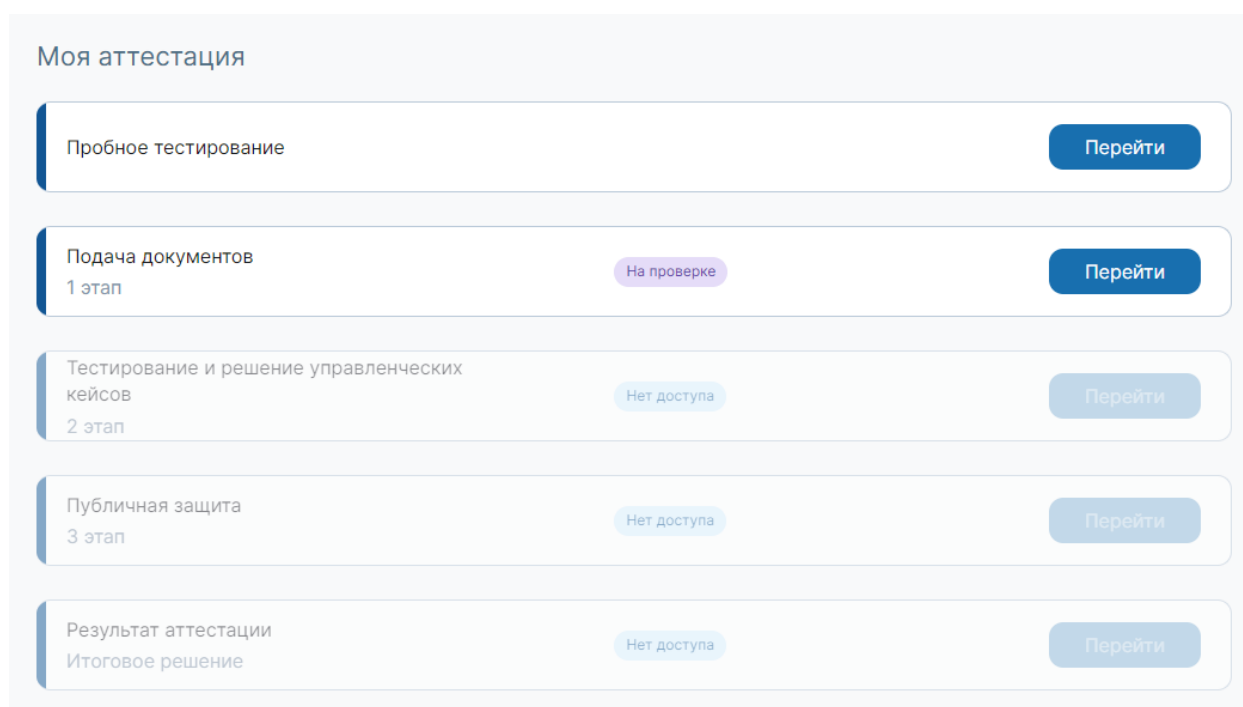 Моя аттестация
Пробное тестирование
Перейти
Подача документов
1 этап
На проверке
Перейти
Тестирование и решение управленческих
кейсов
2 этап
Нет доступа
Перейти
Публичная защита
3 этап
Нет доступа
Перейти
Результат аттестации
Итоговое решение
Нет доступа
Перейти